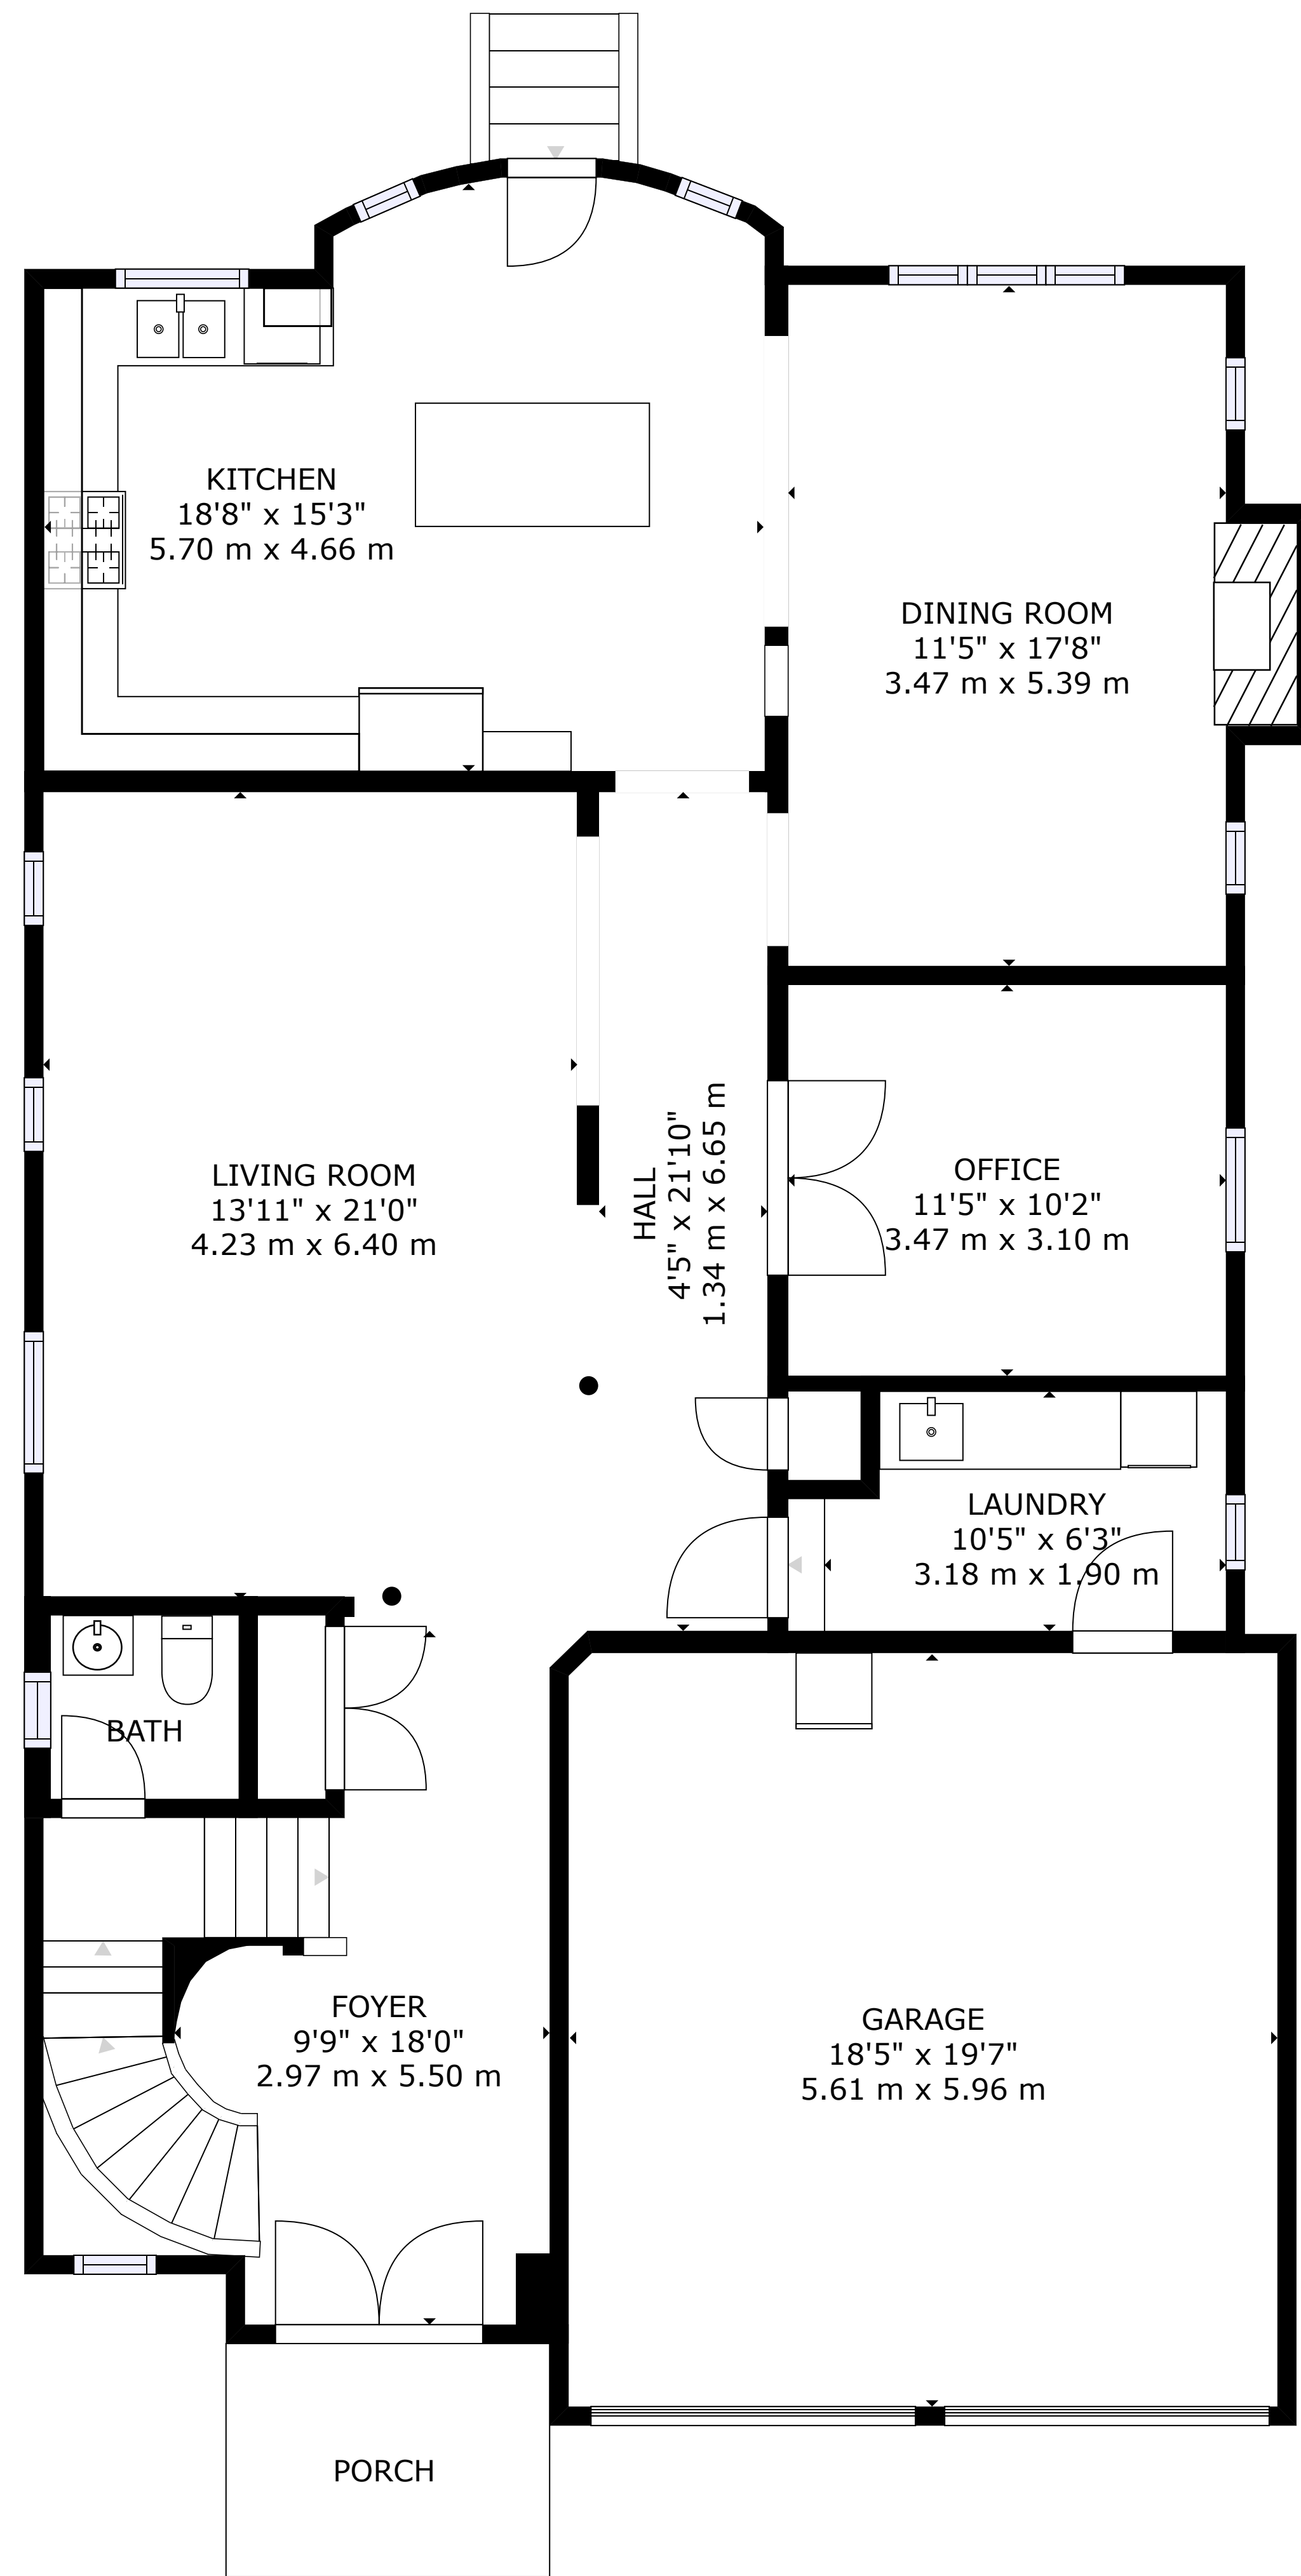 KITCHEN
18'8" x 15'3"
5.70 m x 4.66 m
DINING ROOM
11'5" x 17'8"
3.47 m x 5.39 m
LIVING ROOM
13'11" x 21'0"
4.23 m x 6.40 m
HALL
4'5" x 21'10"
1.34 m x 6.65 m
OFFICE
11'5" x 10'2"
3.47 m x 3.10 m
LAUNDRY
10'5" x 6'3"
3.18 m x 1.90 m
BATH
FOYER
9'9" x 18'0"
2.97 m x 5.50 m
GARAGE
18'5" x 19'7"
5.61 m x 5.96 m
PORCH